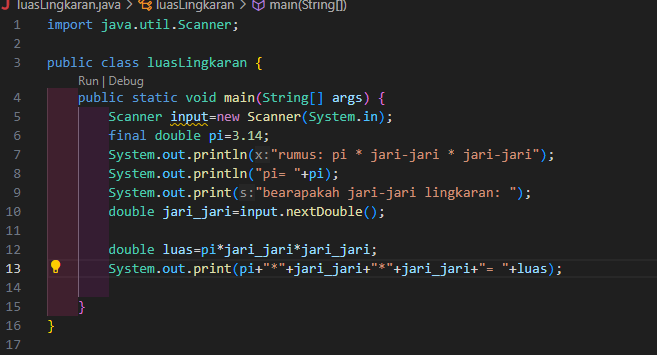 luasLingkaran.java > luasLingkaran > main(String[])
1 import java.util.Scanner;
2
3 public class luasLingkaran {
Run | Debug
4 public static void main(String[] args) {
5 Scanner input=new Scanner(System.in);
6 final double pi=3.14;
7 System.out.println(x:"rumus: pi * jari-jari * jari-jari");
8 System.out.println("pi= "+pi);
9 System.out.print(s:"bearapakah jari-jari lingkaran: ");
10 double jari_jari=input.nextDouble();
11
12 double luas=pi*jari_jari*jari_jari;
13 System.out.print(pi+"*"+jari_jari+"*"+jari_jari+"= "+luas);
14
15 }
16 }
17